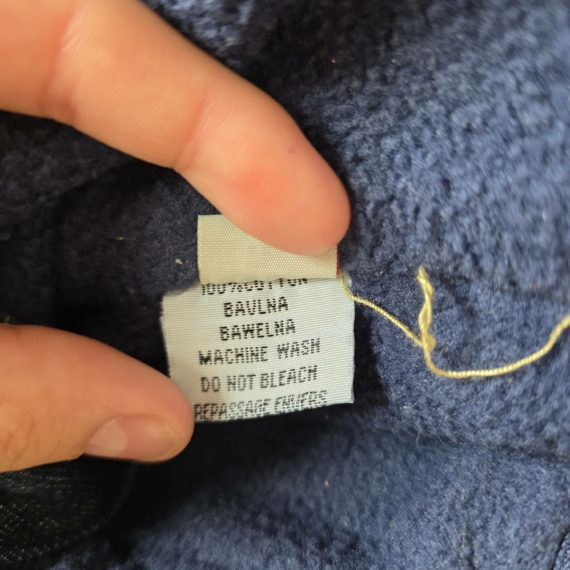 100%COTTON
BAVLNA
BAWELNA
MACHINE WASH
DO NOT BLEACH
REPASSAGE ENVERS